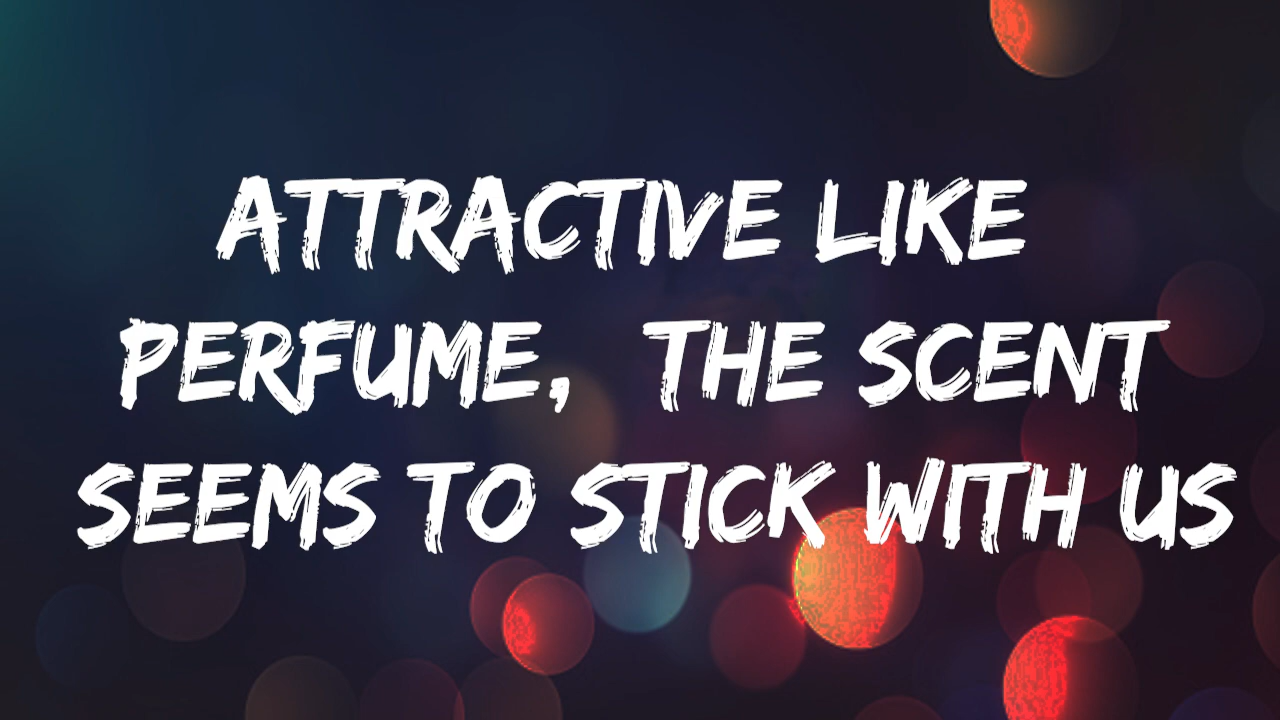 ATTRACTIVE LIKE
PERFUME, THE SCENT
SEEMS TO STICK WITH US